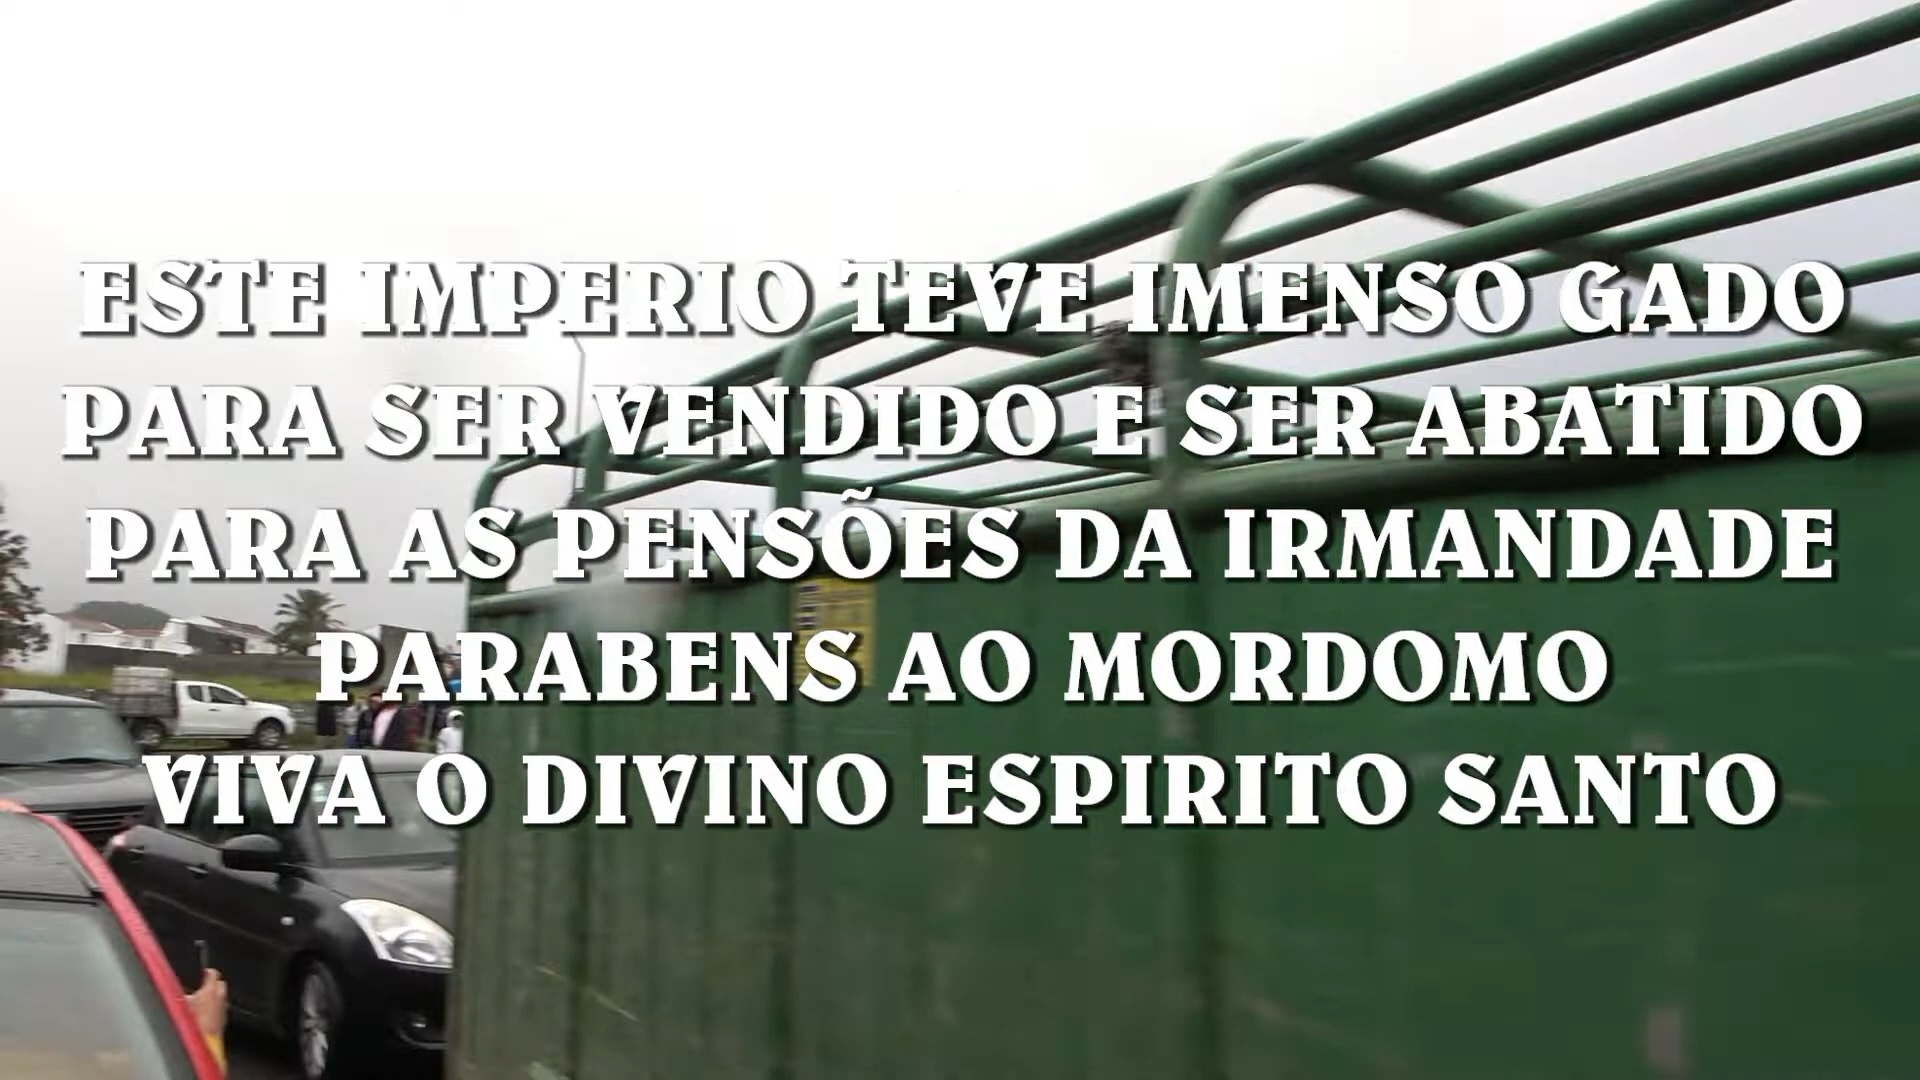 ESTE IMPERIO TEVE IMENSO GADO
PARA SER VENDIDO E SER ABATIDO
PARA AS PENSÕES DA IRMANDADE
PARABENS AO MORDOMO
VIVA O DIVINO ESPIRITO SANTO